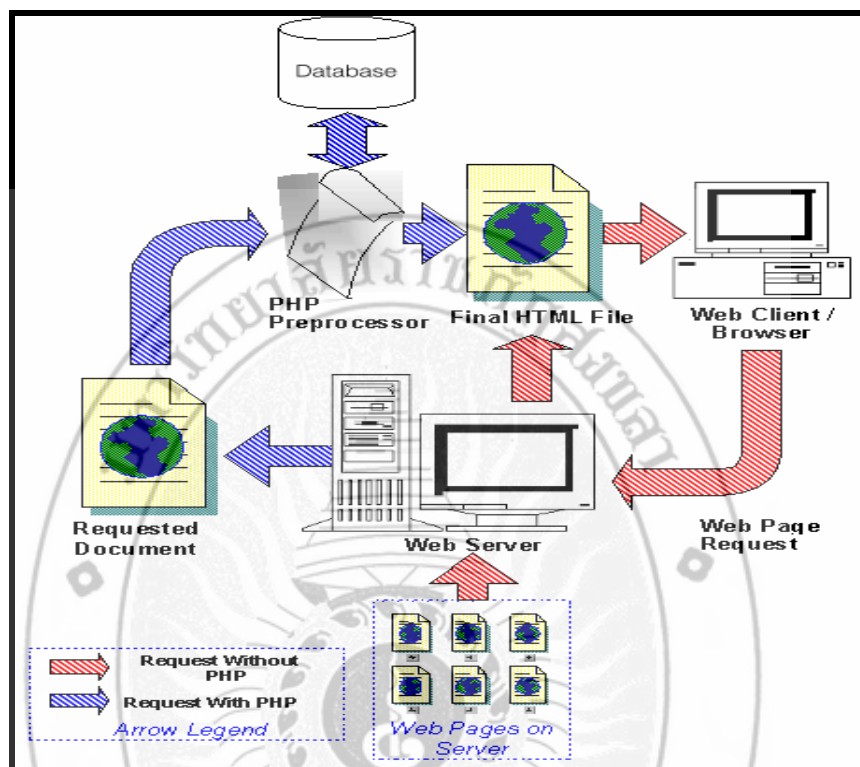 Database
PHP
Preprocessor
Final HTML File
Web Client /
Browser
Requested
Document
Web Server
Web Page
Request
Request Without
PHP
Request With PHP
Arrow Legend
Web Pages on
Server